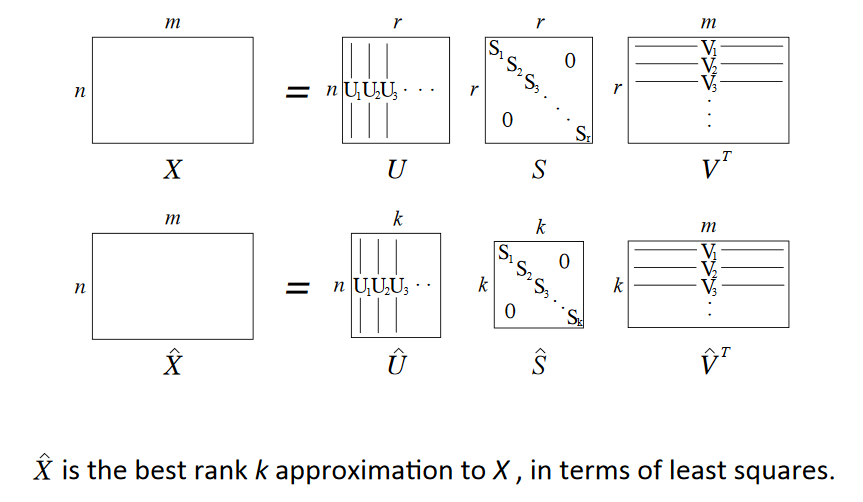 m r r m
n = n U₁U₂U₃ · · · r S₁ S₂ S₃ · · · Sᵣ 0 0 r V₁ V₂ V₃ · · ·
X U S Vᵀ
m k k m
n = n U₁U₂U₃ · · k S₁ S₂ S₃ · · · Sₖ 0 0 k V₁ V₂ V₃ · ·
X̂ Û Ŝ V̂ᵀ
X̂ is the best rank k approximation to X , in terms of least squares.